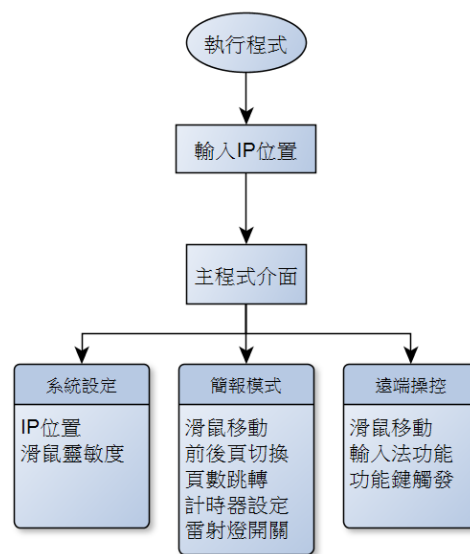 執行程式
輸入IP位置
主程式介面
系統設定
IP位置
滑鼠靈敏度
簡報模式
滑鼠移動
前後頁切換
頁數跳轉
計時器設定
雷射燈開關
遠端操控
滑鼠移動
輸入法功能
功能鍵觸發